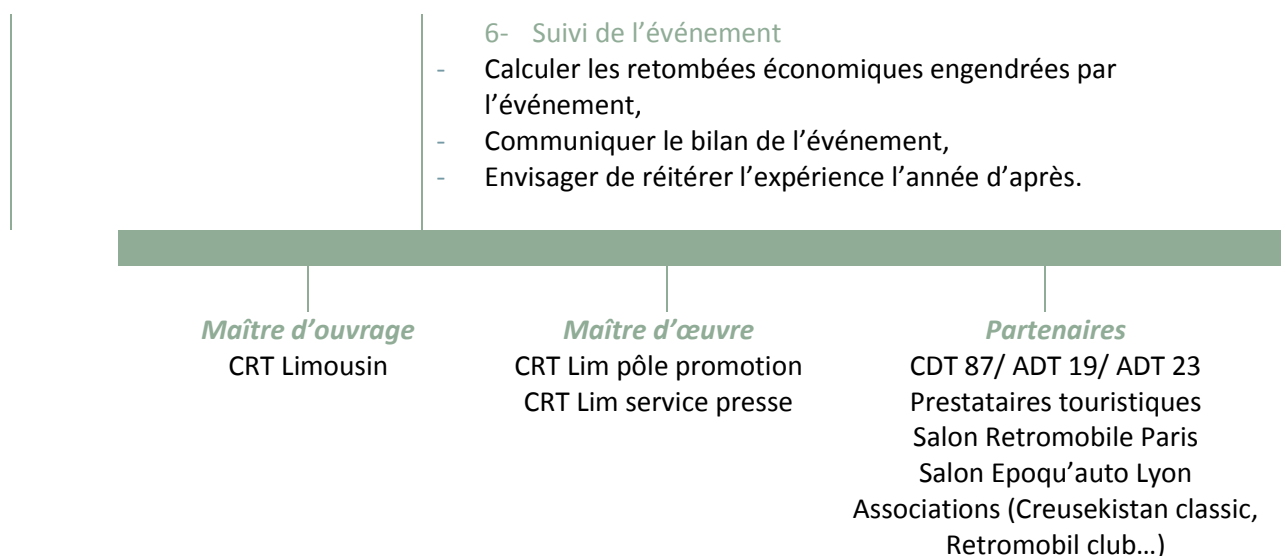 6- Suivi de l’événement
- Calculer les retombées économiques engendrées par
l’événement,
- Communiquer le bilan de l’événement,
- Envisager de réitérer l’expérience l’année d’après.
Maître d’ouvrage
CRT Limousin
Maître d’œuvre
CRT Lim pôle promotion
CRT Lim service presse
Partenaires
CDT 87/ ADT 19/ ADT 23
Prestataires touristiques
Salon Retromobile Paris
Salon Epoqu’auto Lyon
Associations (Creusekistan classic,
Retromobil club…)